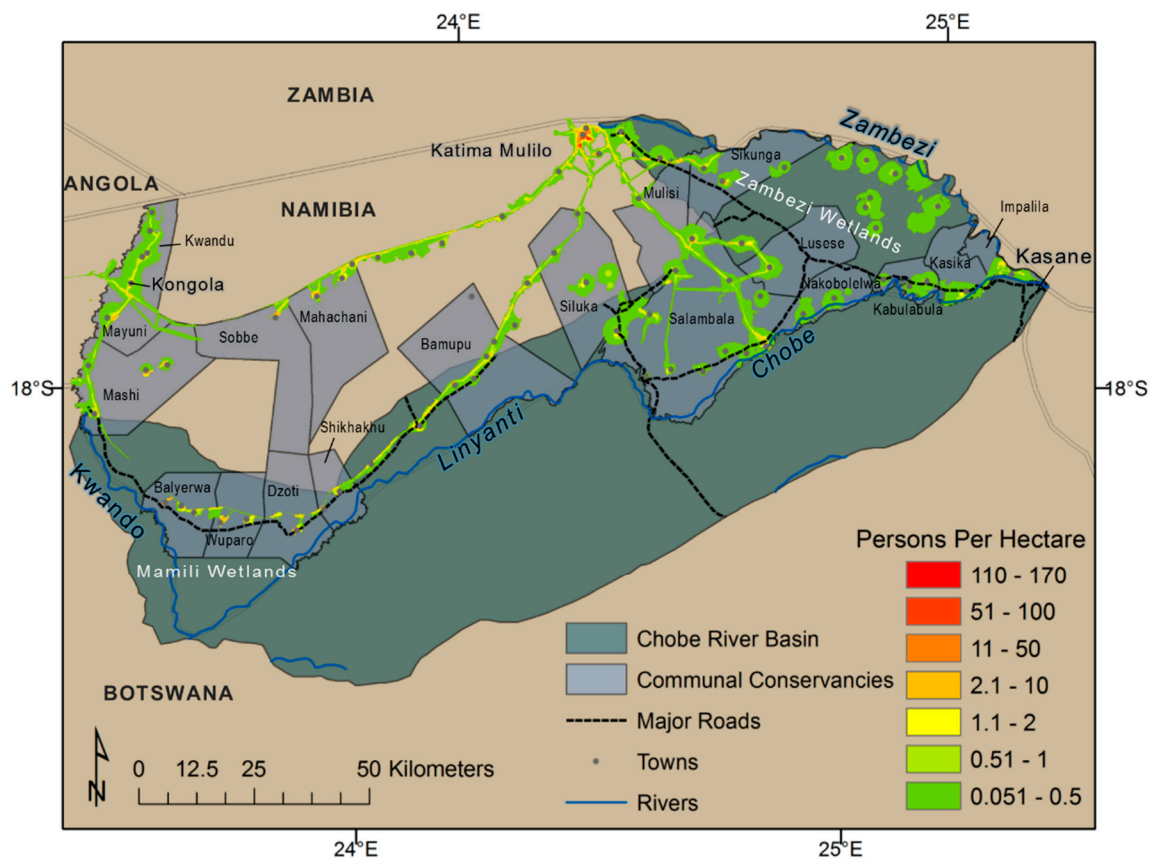 24°E
25°E
ZAMBIA
Zambezi
Katima Mulilo
Sikunga
ANGOLA
Mulisi
Zambezi Wetlands
NAMIBIA
Impalila
Kwandu
Lusese
Kasika
Kasane
Kongola
Nakobolelwa
Siluka
Kabulabula
Mahachani
Salambala
Mayuni
Sobbe
Bamupu
Chobe
18°S
18°S
Mashi
Shikhakhu
Linyanti
Kwando
Balyerwa
Dzoti
Wuparo
Mamili Wetlands
Persons Per Hectare
110 - 170
51 - 100
11 - 50
2.1 - 10
1.1 - 2
0.51 - 1
0.051 - 0.5
Chobe River Basin
Communal Conservancies
Major Roads
Towns
Rivers
BOTSWANA
N
0 12.5 25 50 Kilometers
24°E
25°E